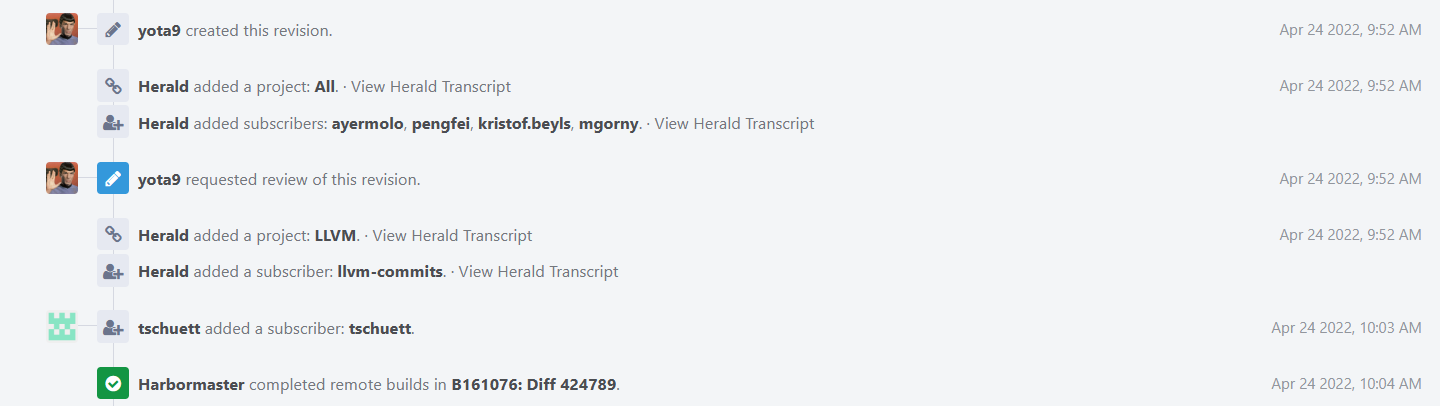 yota9 created this revision. Apr 24 2022, 9:52 AM
Herald added a project: All. · View Herald Transcript Apr 24 2022, 9:52 AM
Herald added subscribers: ayermolo, pengfei, kristof.beyls, mgorny. · View Herald Transcript
yota9 requested review of this revision. Apr 24 2022, 9:52 AM
Herald added a project: LLVM. · View Herald Transcript Apr 24 2022, 9:52 AM
Herald added a subscriber: llvm-commits. · View Herald Transcript
tschuett added a subscriber: tschuett. Apr 24 2022, 10:03 AM
Harbormaster completed remote builds in B161076: Diff 424789. Apr 24 2022, 10:04 AM